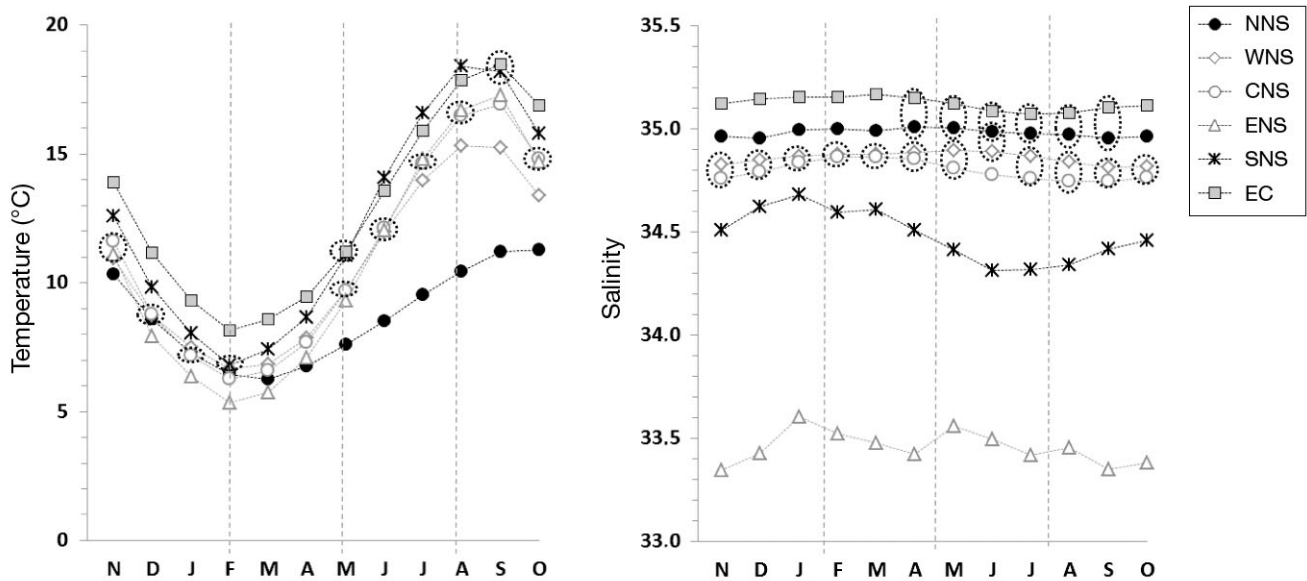 Temperature (°C)
20
15
10
5
0
N D J F M A M J J A S O
Salinity
35.5
35.0
34.5
34.0
33.5
33.0
N D J F M A M J J A S O
NNS
WNS
CNS
ENS
SNS
EC